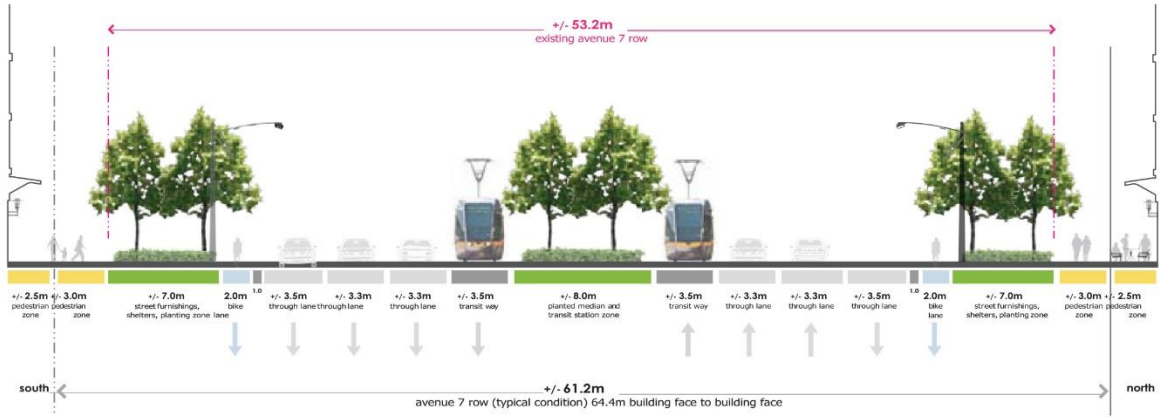 +/- 53.2m
existing avenue 7 row
+/- 2.5m
pedestrian
zone
+/- 3.0m
pedestrian
zone
+/- 7.0m
street furnishings,
shelters, planting zone lane
2.0m
bike
1.0
+/- 3.5m
through lane
+/- 3.3m
through lane
+/- 3.3m
through lane
+/- 3.5m
transit way
+/- 8.0m
planted median and
transit station zone
+/- 3.5m
transit way
+/- 3.3m
through lane
+/- 3.3m
through lane
+/- 3.5m
through lane
1.0
2.0m
bike
lane
+/- 7.0m
street furnishings,
shelters, planting zone
+/- 3.0m
pedestrian
zone
+/- 2.5m
pedestrian
zone
south
+/- 61.2m
north
avenue 7 row (typical condition) 64.4m building face to building face